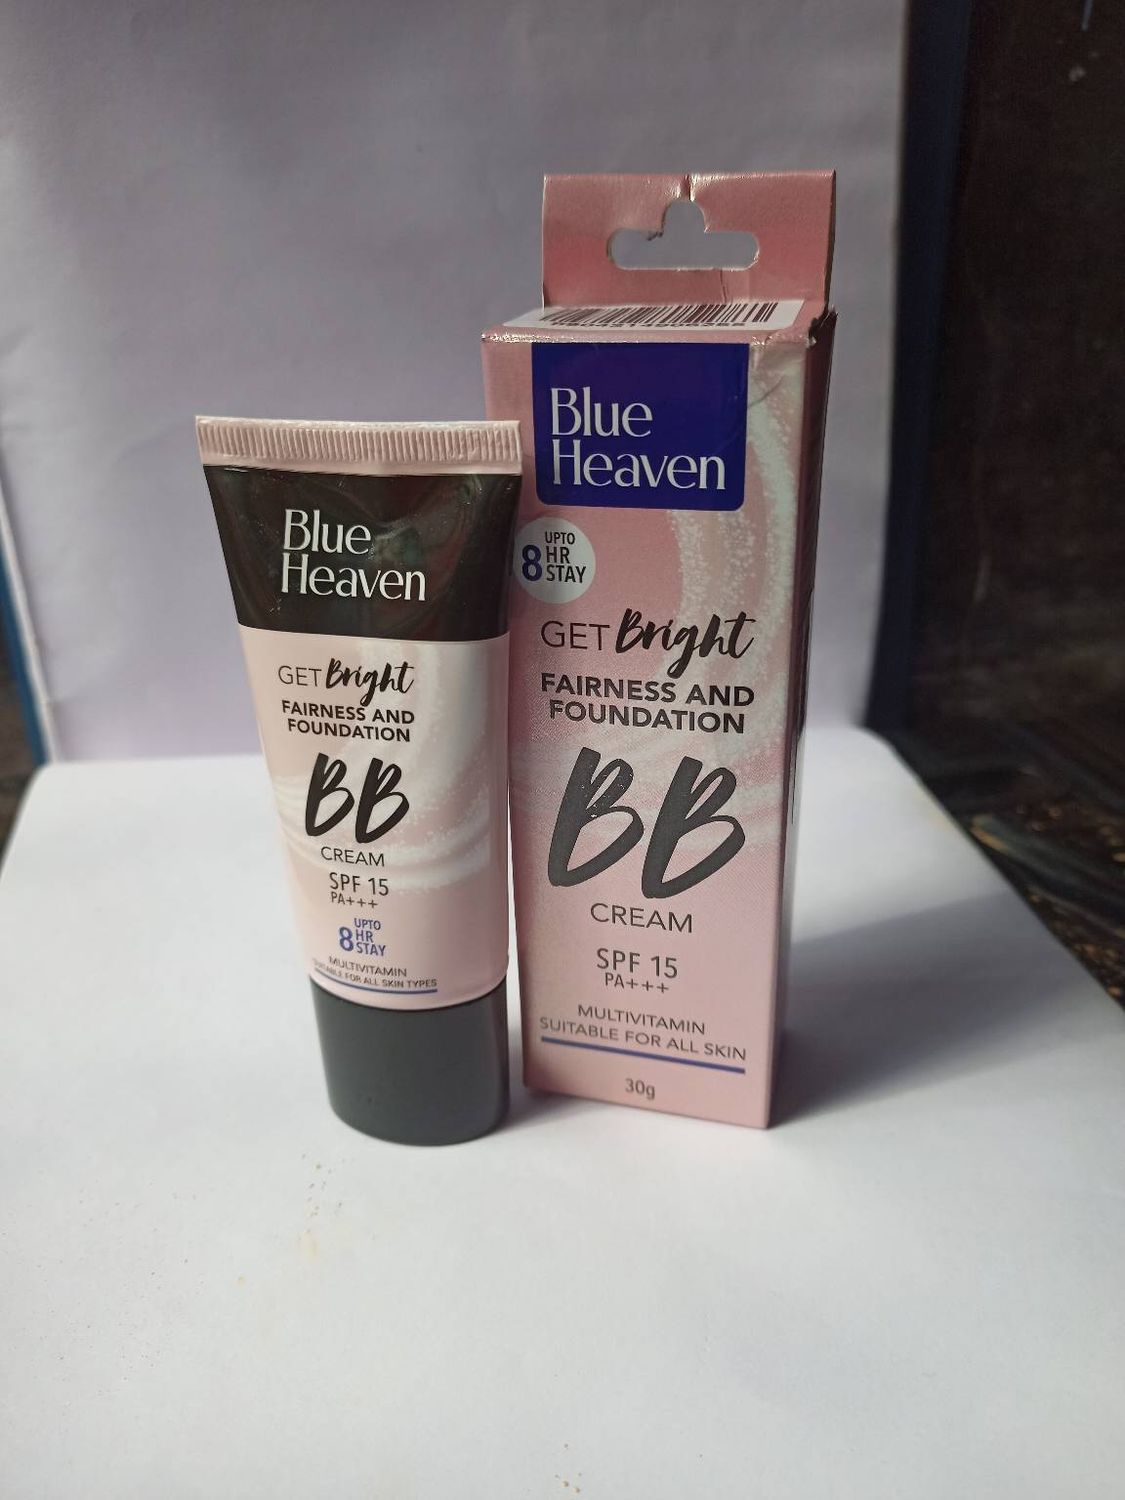 Blue
Heaven
GET Bright
FAIRNESS AND
FOUNDATION
BB
CREAM
SPF 15
PA+++
UPTO
8 HR
STAY
MULTIVITAMIN
SUITABLE FOR ALL SKIN TYPES
Blue
Heaven
UPTO
8 HR
STAY
GET Bright
FAIRNESS AND
FOUNDATION
BB
CREAM
SPF 15
PA+++
MULTIVITAMIN
SUITABLE FOR ALL SKIN
30g